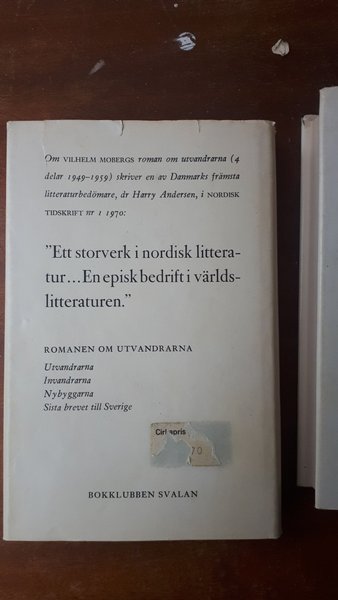 Om VILHELM MOBERGS roman om utvandrarna (4
delar 1949–1959) skriver en av Danmarks främsta
litteraturbedömare, dr Harry Andersen, i NORDISK
TIDSKRIFT nr 1 1970:
”Ett storverk i nordisk littera-
tur...En episk bedrift i världs-
litteraturen.”
ROMANEN OM UTVANDRARNA
Utvandrarna
Invandrarna
Nybyggarna
Sista brevet till Sverige
70
BOKKLUBBEN SVALAN